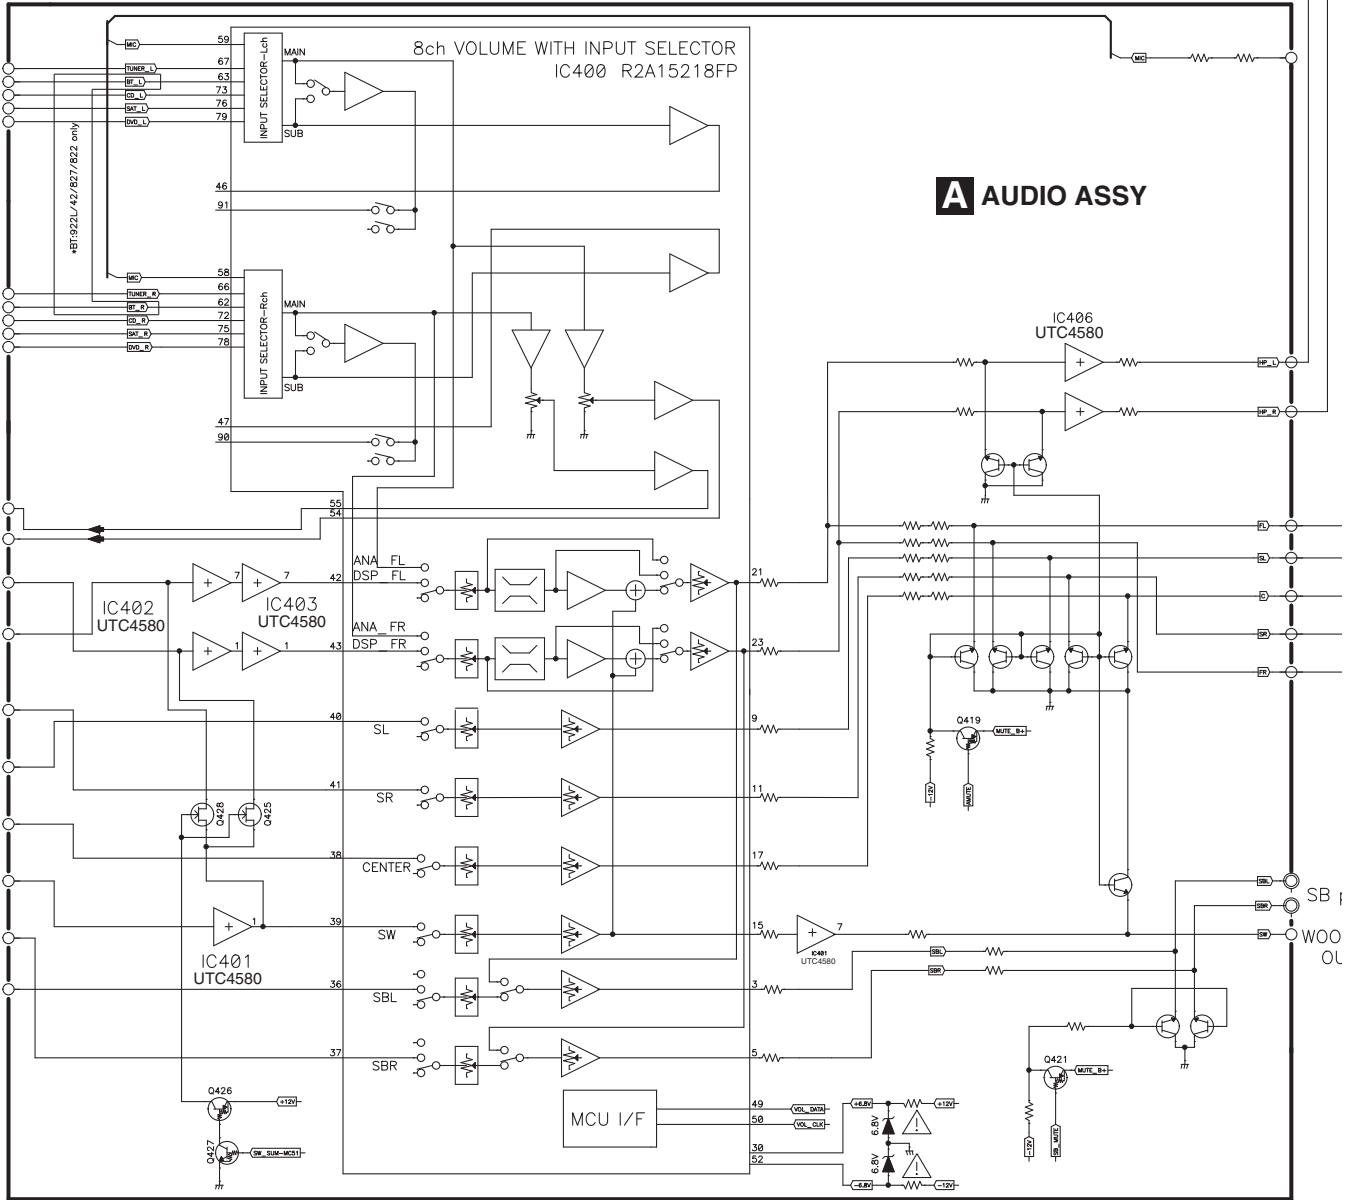 8ch VOLUME WITH INPUT SELECTOR
IC400 R2A15218FP
A AUDIO ASSY
MIC
59
TUNER_L
67
BT_L
63
CD_L
73
SAT_L
76
DVD_L
79
INPUT SELECTOR-Lch
MAIN
SUB
MIC
*BT:922L/42/827/822 only
46
91
MIC
58
TUNER_R
66
BT_R
62
CD_R
72
SAT_R
75
DVD_R
78
INPUT SELECTOR-Rch
MAIN
SUB
47
90
55
54
IC406
UTC4580
HP_L
HP_R
FL
SL
C
SR
FR
7
7
42
ANA_FL
DSP_FL
21
IC402
UTC4580
IC403
UTC4580
1
1
43
ANA_FR
DSP_FR
23
40
SL
9
Q419
MUTE_B+
-12V
AMUTE
41
SR
11
Q428
Q425
38
CENTER
17
39
SW
15
1
IC401
UTC4580
7
IC401
UTC4580
SBL
SBR
SW
SB
WOO
SBL
SBR
36
SBL
3
37
SBR
5
Q421
MUTE_B+
-12V
SBL_MUTE
Q426
+12V
Q427
SW_SUM-MC51
MCU I/F
49
VOL_DATA
50
VOL_CLK
30
52
+6.8V
+12V
6.8V
6.8V
-6.8V
-12V